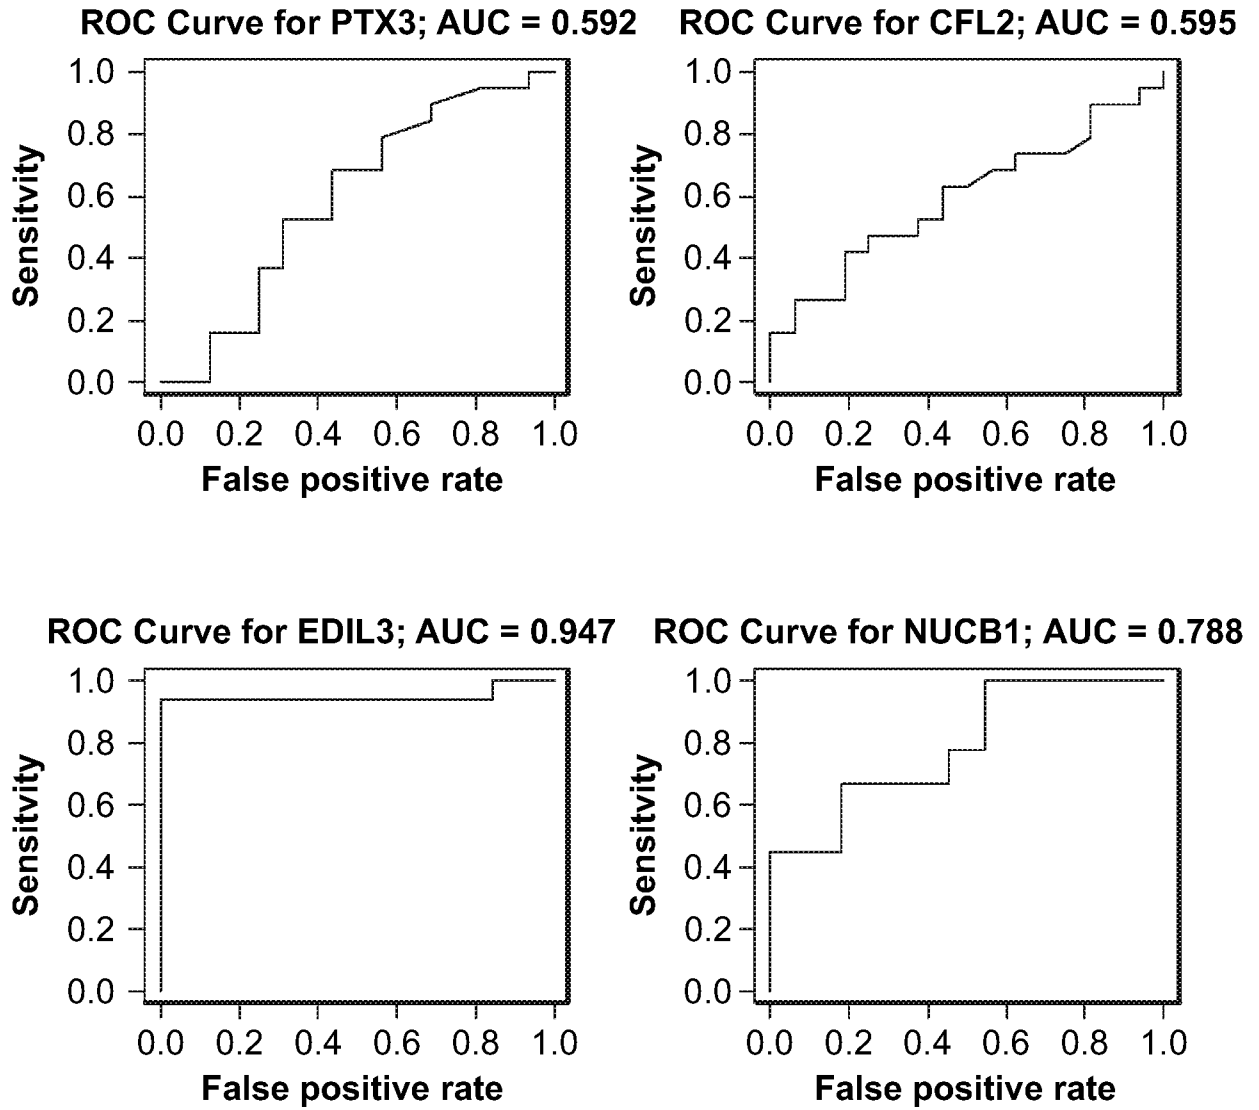 ROC Curve for PTX3; AUC = 0.592
1.0
0.8
0.6
0.4
0.2
0.0
Sensitvity
0.0 0.2 0.4 0.6 0.8 1.0
False positive rate
ROC Curve for CFL2; AUC = 0.595
1.0
0.8
0.6
0.4
0.2
0.0
Sensitvity
0.0 0.2 0.4 0.6 0.8 1.0
False positive rate
ROC Curve for EDIL3; AUC = 0.947
1.0
0.8
0.6
0.4
0.2
0.0
Sensitvity
0.0 0.2 0.4 0.6 0.8 1.0
False positive rate
ROC Curve for NUCB1; AUC = 0.788
1.0
0.8
0.6
0.4
0.2
0.0
Sensitvity
0.0 0.2 0.4 0.6 0.8 1.0
False positive rate